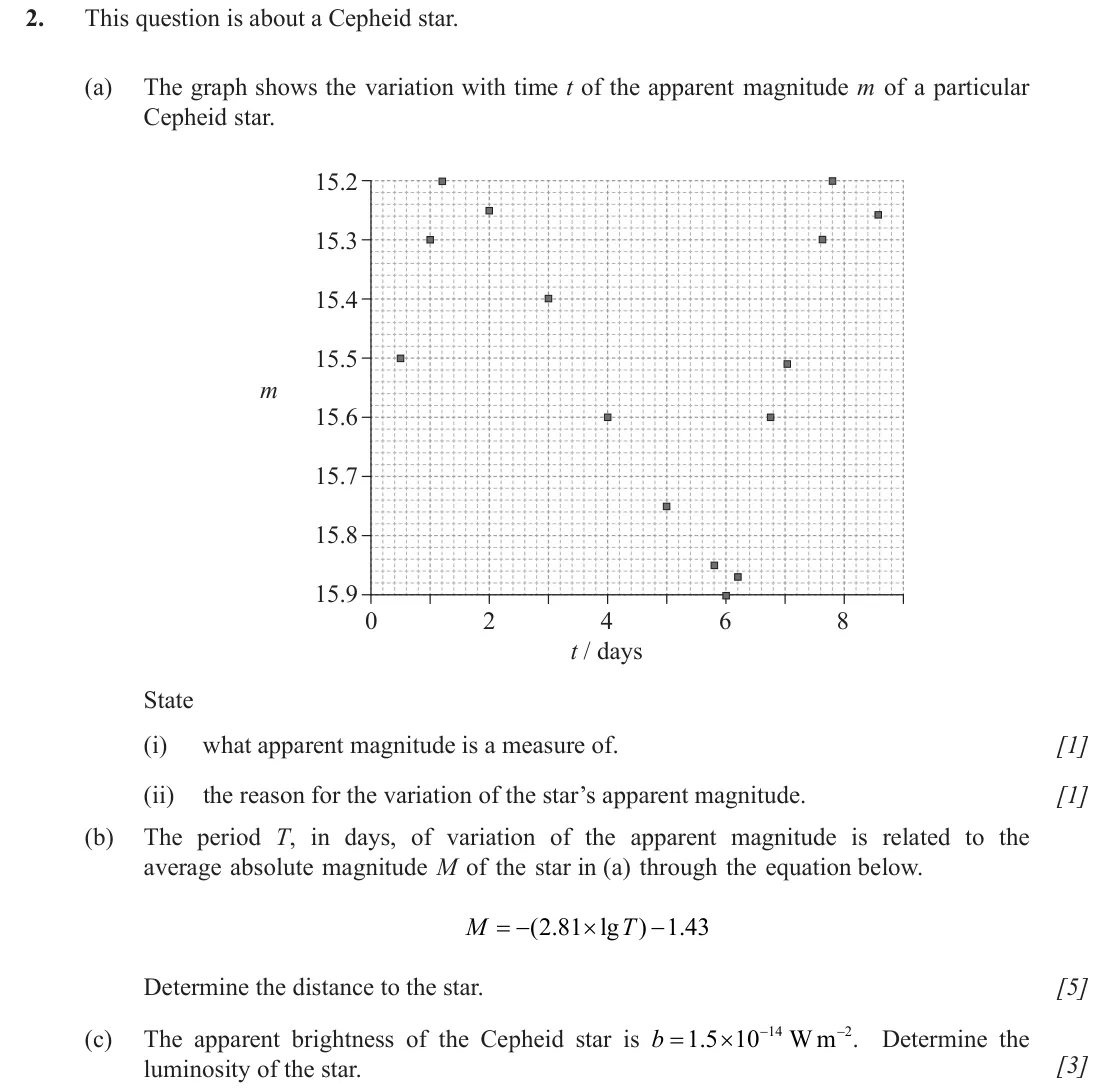 2. This question is about a Cepheid star.
(a) The graph shows the variation with time t of the apparent magnitude m of a particular
Cepheid star.
15.2
15.3
15.4
15.5
m
15.6
15.7
15.8
15.9
0 2 4 6 8
t / days
State
(i) what apparent magnitude is a measure of. [1]
(ii) the reason for the variation of the star’s apparent magnitude. [1]
(b) The period T, in days, of variation of the apparent magnitude is related to the
average absolute magnitude M of the star in (a) through the equation below.
M = −(2.81× lg T) − 1.43
Determine the distance to the star. [5]
(c) The apparent brightness of the Cepheid star is b = 1.5×10⁻¹⁴ W m⁻². Determine the
luminosity of the star. [3]